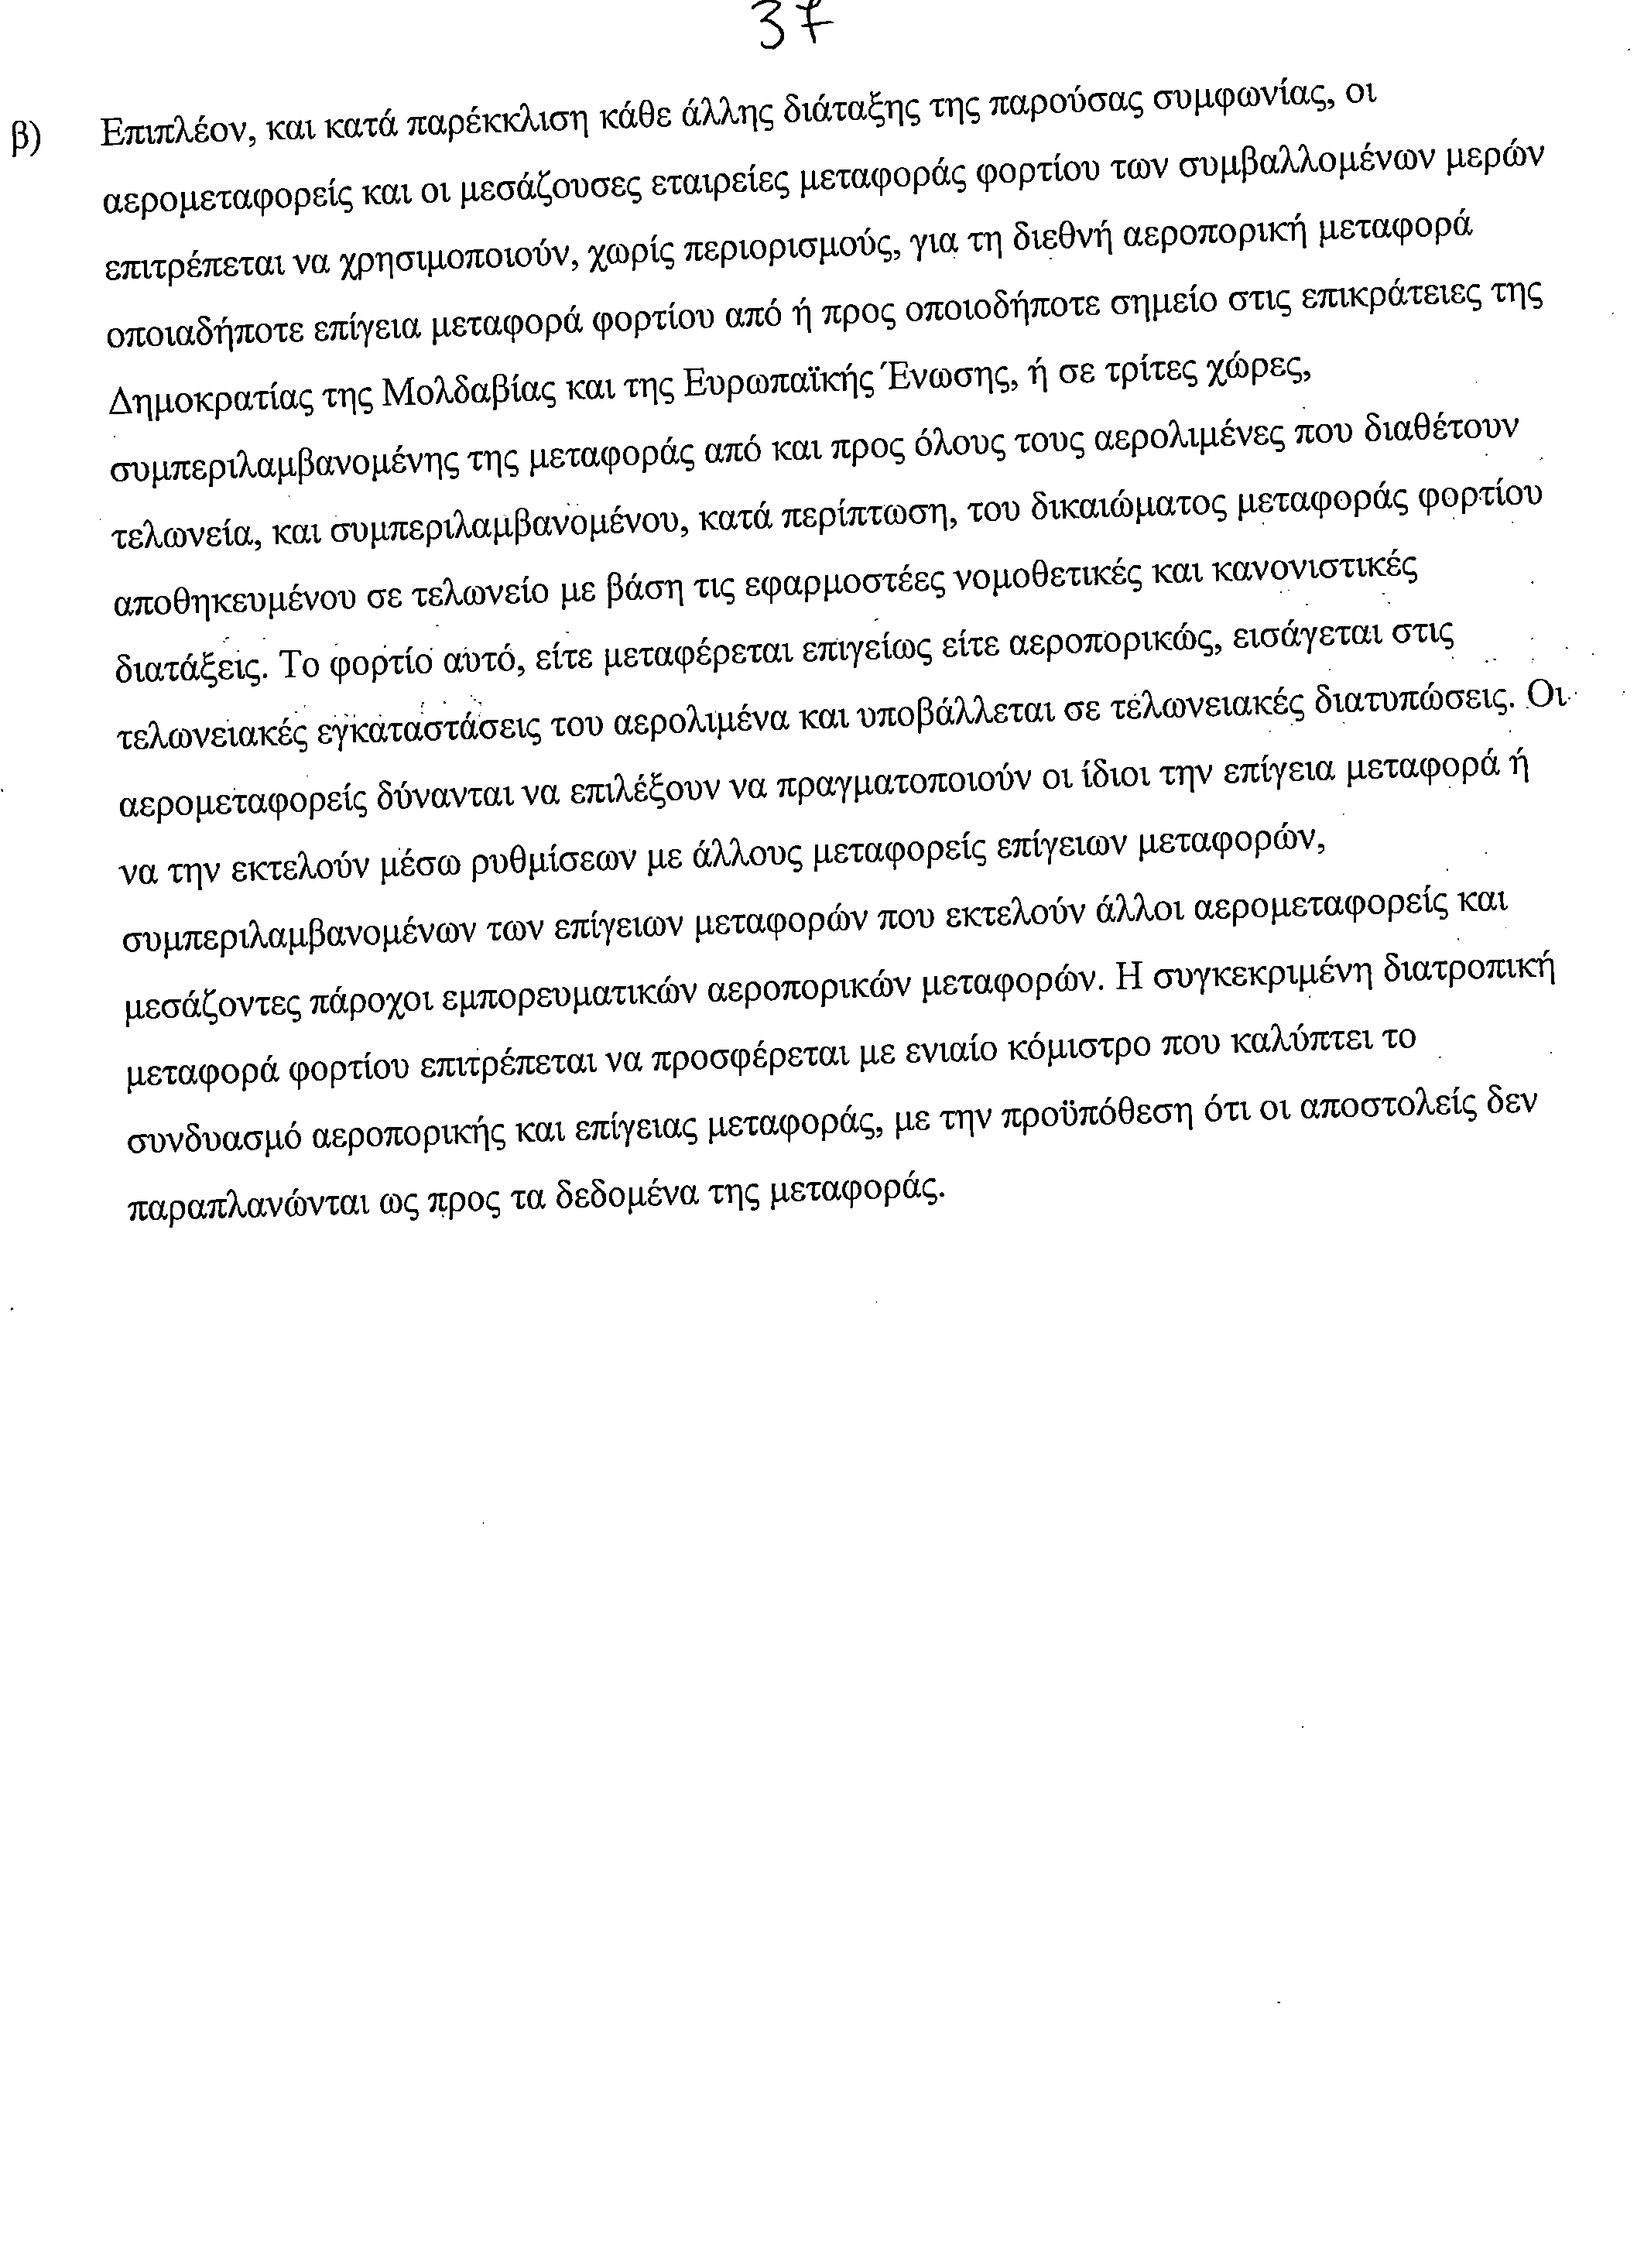 37
β) Επιπλέον, και κατά παρέκκλιση κάθε άλλης διάταξης της παρούσας συμφωνίας, οι
αερομεταφορείς και οι μεσάζουσες εταιρείες μεταφοράς φορτίου των συμβαλλομένων μερών
επιτρέπεται να χρησιμοποιούν, χωρίς περιορισμούς, για τη διεθνή αεροπορική μεταφορά
οποιαδήποτε επίγεια μεταφορά φορτίου από ή προς οποιοδήποτε σημείο στις επικράτειες της
Δημοκρατίας της Μολδαβίας και της Ευρωπαϊκής Ένωσης, ή σε τρίτες χώρες,
συμπεριλαμβανομένης της μεταφοράς από και προς όλους τους αερολιμένες που διαθέτουν
τελωνεία, και συμπεριλαμβανομένου, κατά περίπτωση, του δικαιώματος μεταφοράς φορτίου
αποθηκευμένου σε τελωνείο με βάση τις εφαρμοστέες νομοθετικές και κανονιστικές
διατάξεις. Το φορτίο αυτό, είτε μεταφέρεται επιγείως είτε αεροπορικώς, εισάγεται στις
τελωνειακές εγκαταστάσεις του αερολιμένα και υποβάλλεται σε τελωνειακές διατυπώσεις. Οι
αερομεταφορείς δύνανται να επιλέξουν να πραγματοποιούν οι ίδιοι την επίγεια μεταφορά ή
να την εκτελούν μέσω ρυθμίσεων με άλλους μεταφορείς επίγειων μεταφορών,
συμπεριλαμβανομένων των επίγειων μεταφορών που εκτελούν άλλοι αερομεταφορείς και
μεσάζοντες πάροχοι εμπορευματικών αεροπορικών μεταφορών. Η συγκεκριμένη διατροπική
μεταφορά φορτίου επιτρέπεται να προσφέρεται με ενιαίο κόμιστρο που καλύπτει το
συνδυασμό αεροπορικής και επίγειας μεταφοράς, με την προϋπόθεση ότι οι αποστολείς δεν
παραπλανώνται ως προς τα δεδομένα της μεταφοράς.